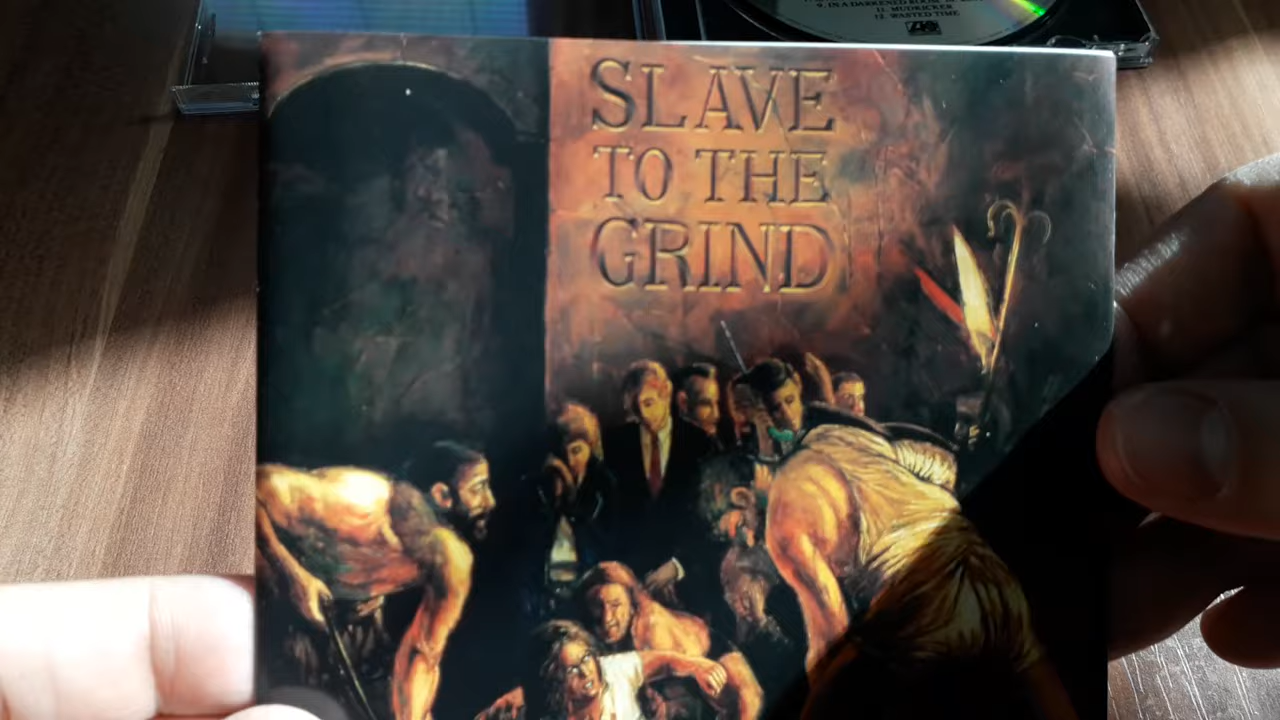 9. IN A DARKENED ROOM
11. MUDKICKER
12. WASTED TIME
SLAVE
TO THE
GRIND